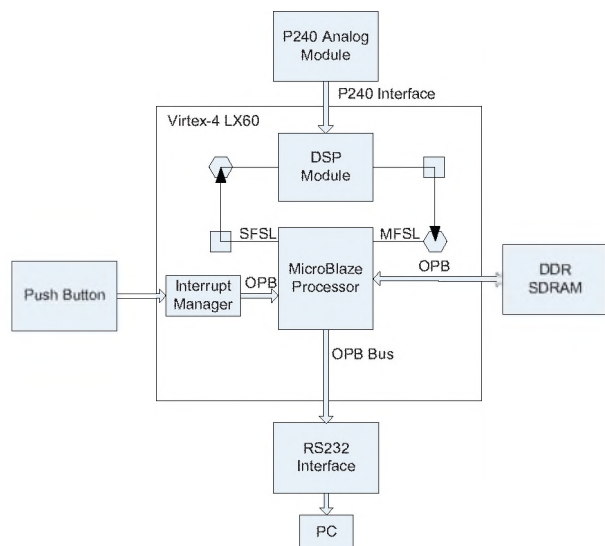 P240 Analog
Module
P240 Interface
Virtex-4 LX60
DSP
Module
SFSL
MFSL
MicroBlaze
Processor
OPB
DDR
SDRAM
Push Button
Interrupt
Manager
OPB
OPB Bus
RS232
Interface
PC